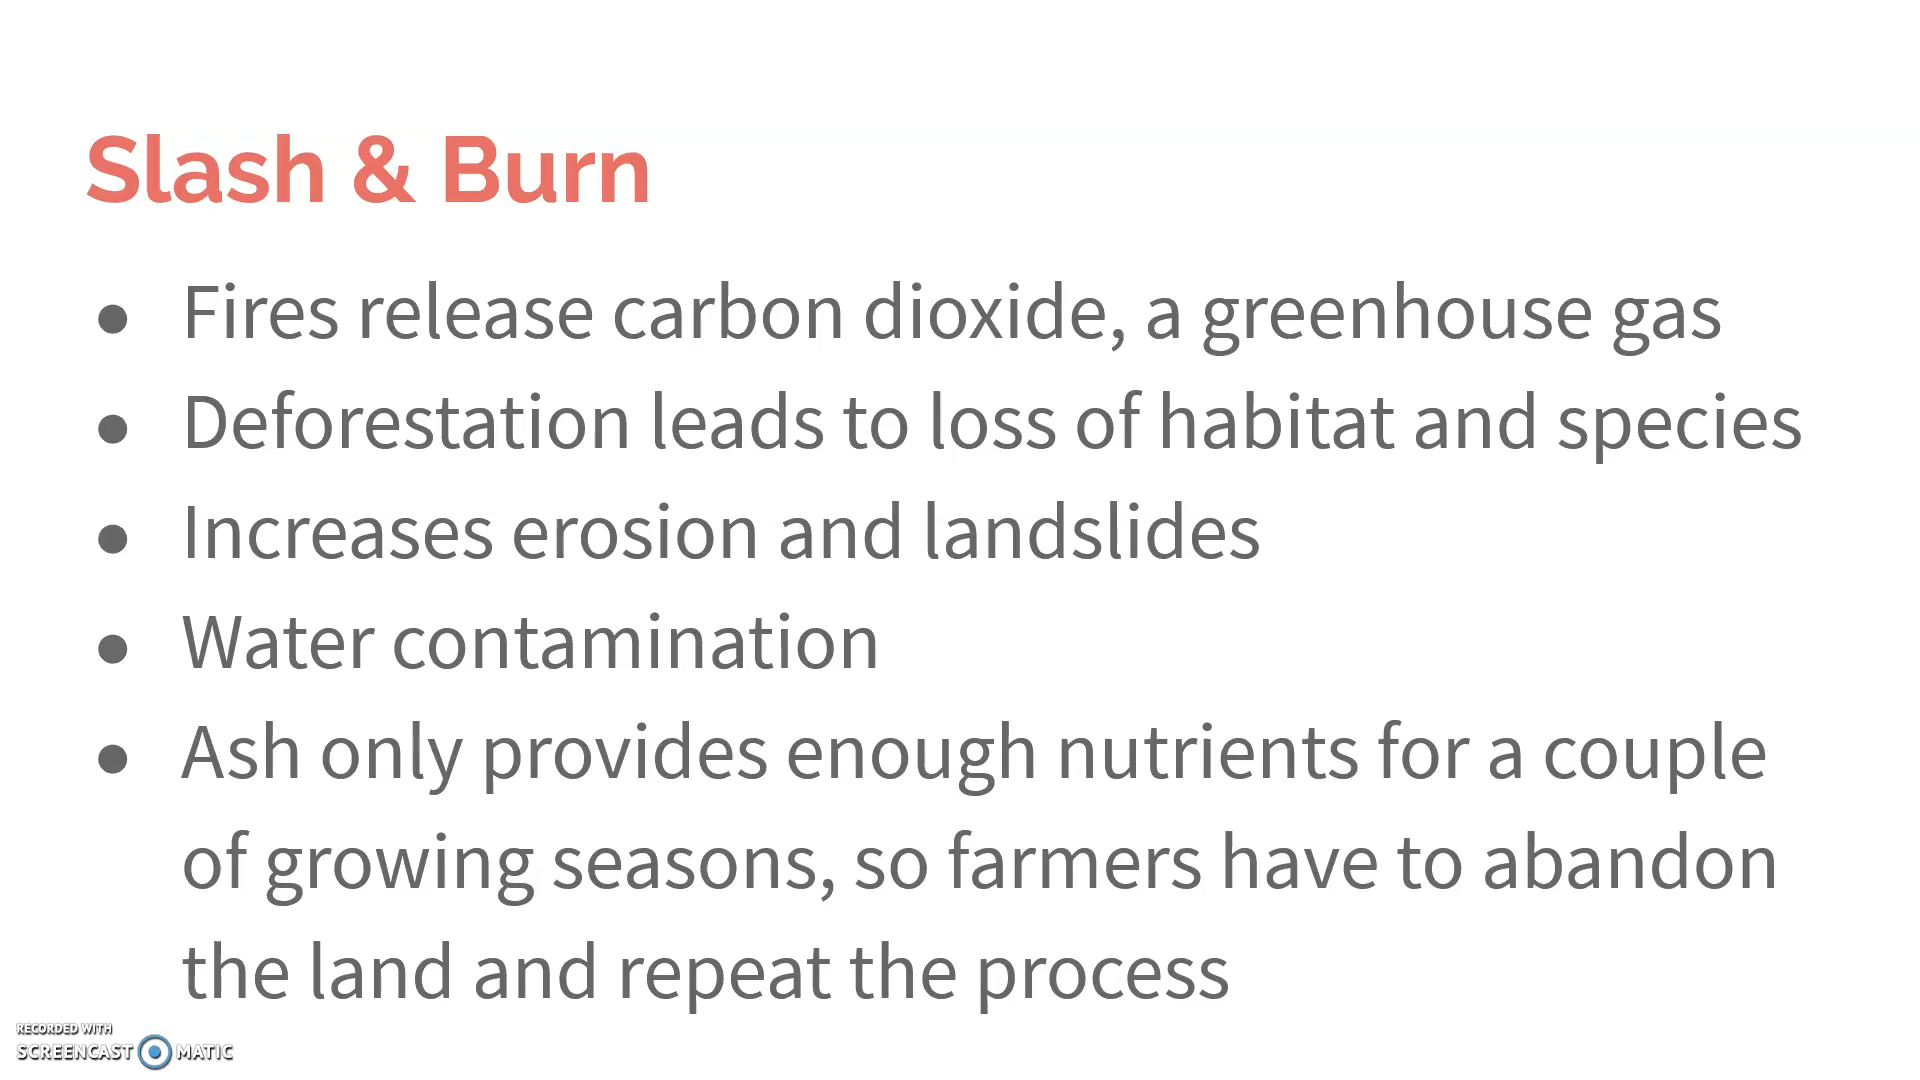 Slash & Burn
● Fires release carbon dioxide, a greenhouse gas
● Deforestation leads to loss of habitat and species
● Increases erosion and landslides
● Water contamination
● Ash only provides enough nutrients for a couple
of growing seasons, so farmers have to abandon
the land and repeat the process
RECORDED WITH
SCREENCAST MATIC